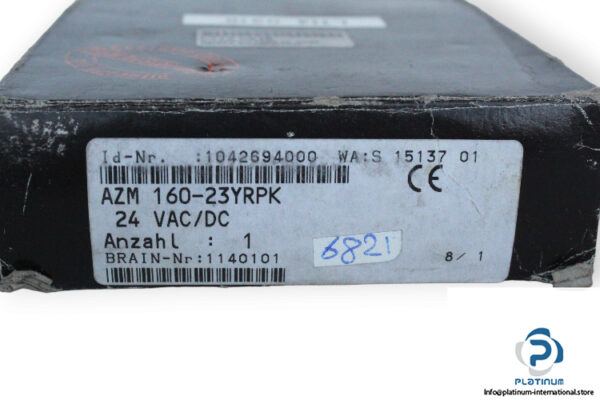 Id-Nr. :1042694000 WA:S 15137 01
CE
AZM 160-23YRPK
24 VAC/DC
Anzahl : 1
6821
BRAIN-Nr:1140101
8/ 1
PLATINUM
Info@platinum-international.store